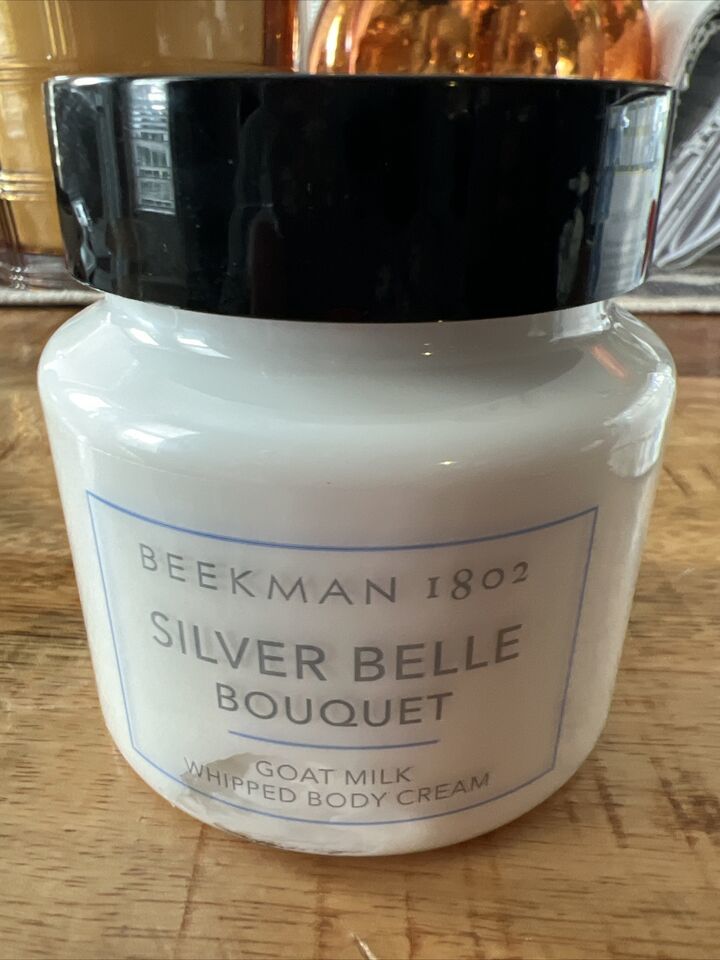 BEEKMAN 1802
SILVER BELLE
BOUQUET
GOAT MILK
WHIPPED BODY CREAM